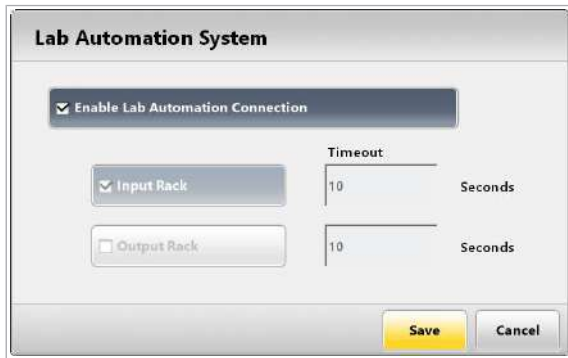 Lab Automation System
Enable Lab Automation Connection
Timeout
Input Rack 10 Seconds
Output Rack 10 Seconds
Save Cancel